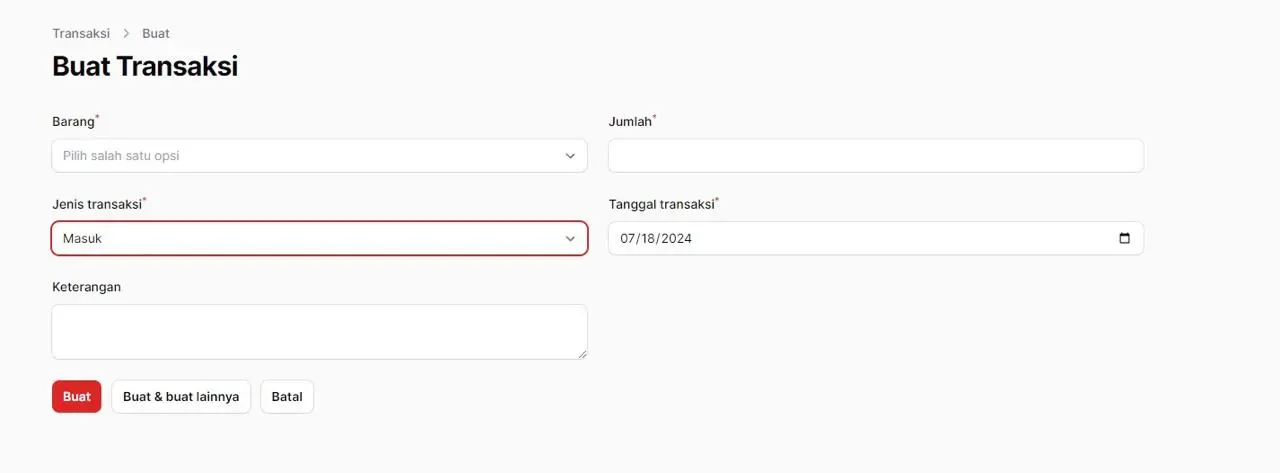 Transaksi > Buat
Buat Transaksi
Barang*
Pilih salah satu opsi
Jumlah*
Jenis transaksi*
Masuk
Tanggal transaksi*
07/18/2024
Keterangan
Buat
Buat & buat lainnya
Batal